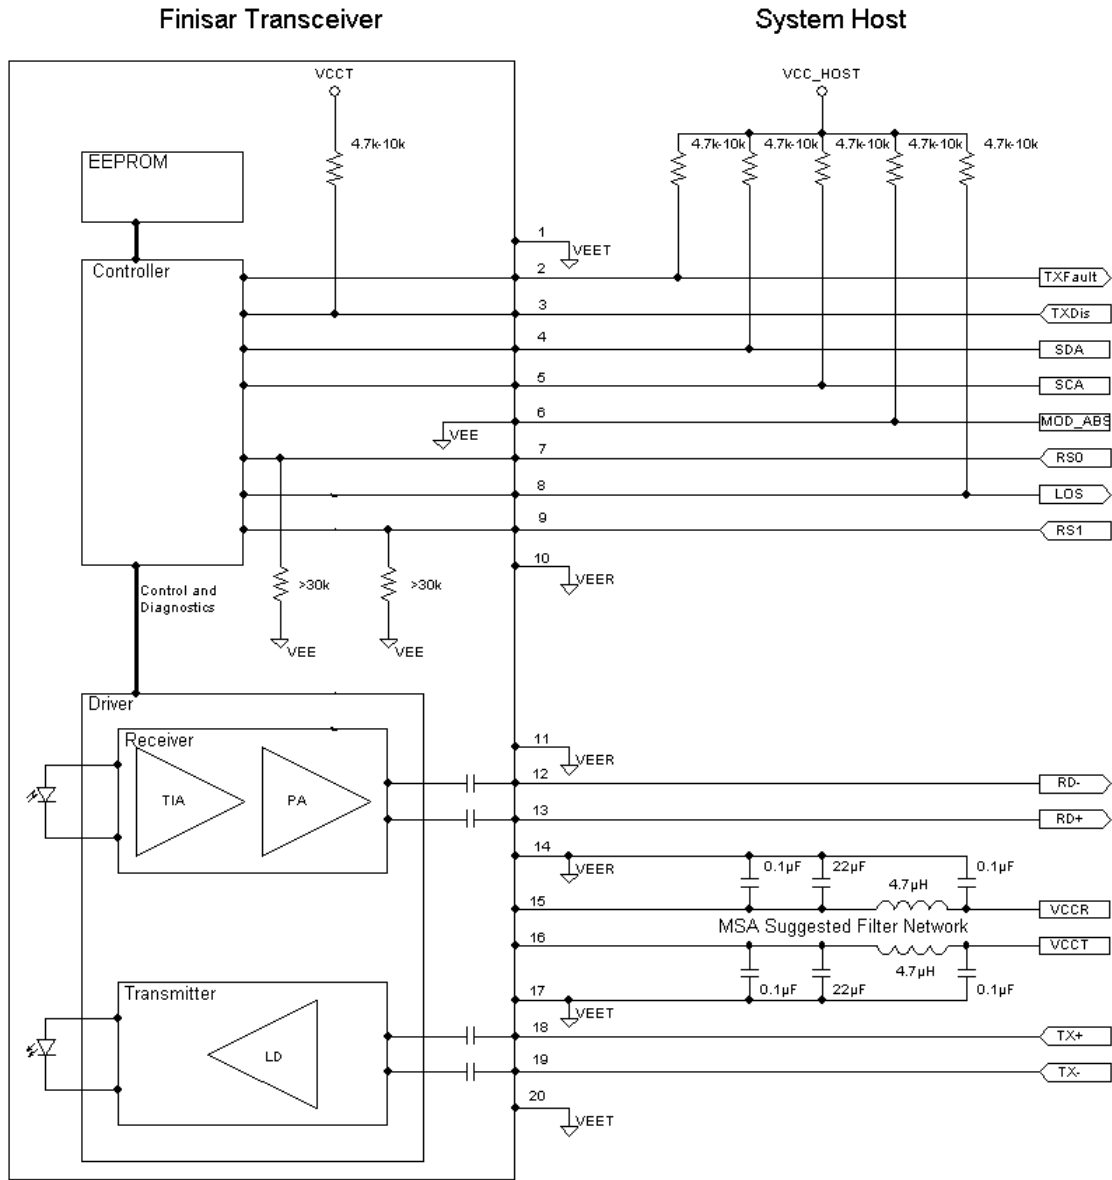 Finisar Transceiver
System Host
VCCT
VCC_HOST
4.7k-10k
4.7k-10k
4.7k-10k
4.7k-10k
4.7k-10k
4.7k-10k
EEPROM
1
VEET
Controller
2
TXFault
3
TXDis
4
SDA
5
SCA
6
VEE
MOD_ABS
7
RS0
8
LOS
9
RS1
10
VEER
Control and
Diagnostics
>30k
>30k
VEE
VEE
Driver
Receiver
11
VEER
TIA
PA
12
RD-
13
RD+
14
VEER
0.1µF
22µF
4.7µH
0.1µF
15
VCCR
MSA Suggested Filter Network
16
VCCT
4.7µH
Transmitter
17
VEET
0.1µF
22µF
0.1µF
18
TX+
LD
19
TX-
20
VEET